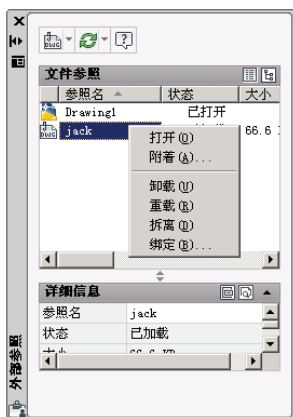 文件参照
参照名 状态 大小
Drawing1 已打开
jack 66.6
打开(O)
附着(A)...
卸载(U)
重载(R)
拆离(D)
绑定(B)...
详细信息
参照名 jack
状态 已加载
外部参照